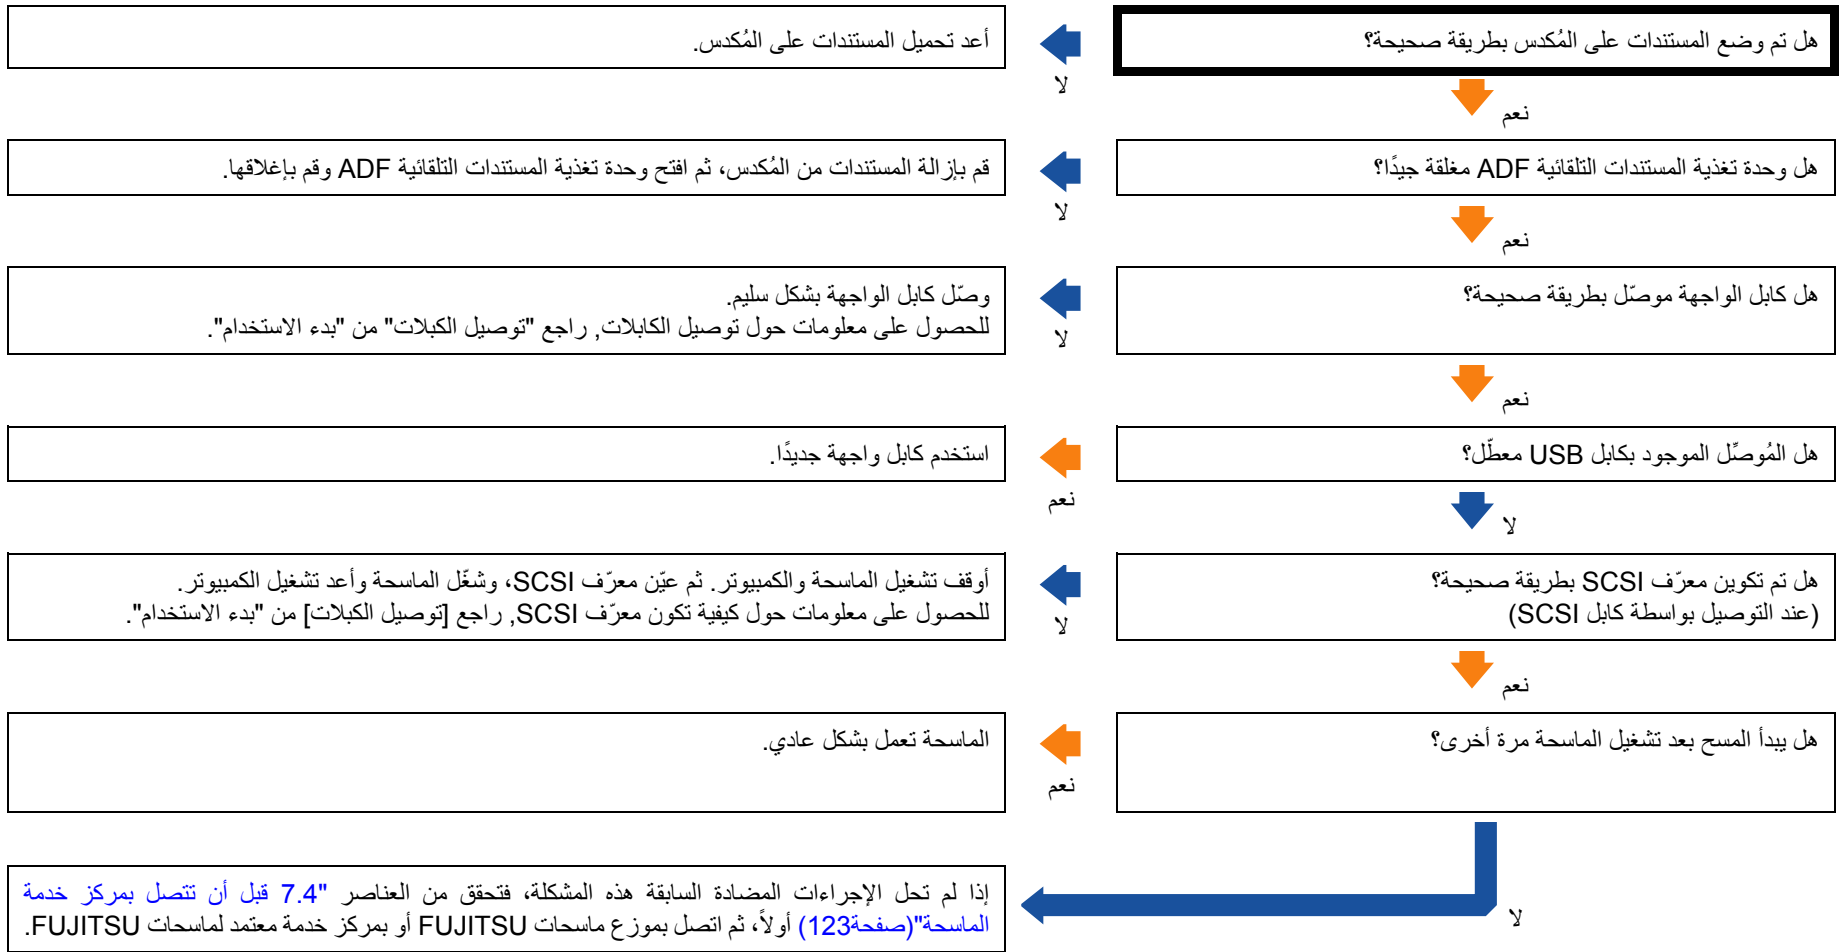 هل تم وضع المستندات على المُكدس بطريقة صحيحة؟
لا
أعد تحميل المستندات على المُكدس.
نعم
هل وحدة تغذية المستندات التلقائية ADF مغلقة جيدًا؟
لا
قم بإزالة المستندات من المُكدس، ثم افتح وحدة تغذية المستندات التلقائية ADF وقم بإغلاقها.
نعم
هل كابل الواجهة موصّل بطريقة صحيحة؟
لا
وصّل كابل الواجهة بشكل سليم.
للحصول على معلومات حول توصيل الكابلات, راجع "توصيل الكبلات" من "بدء الاستخدام".
نعم
هل المُوصِّل الموجود بكابل USB معطّل؟
نعم
استخدم كابل واجهة جديدًا.
لا
هل تم تكوين معرّف SCSI بطريقة صحيحة؟
(عند التوصيل بواسطة كابل SCSI)
لا
أوقف تشغيل الماسحة والكمبيوتر. ثم عيّن معرّف SCSI، وشغّل الماسحة وأعد تشغيل الكمبيوتر.
للحصول على معلومات حول كيفية تكون معرّف SCSI, راجع [توصيل الكبلات] من "بدء الاستخدام".
نعم
هل يبدأ المسح بعد تشغيل الماسحة مرة أخرى؟
نعم
الماسحة تعمل بشكل عادي.
لا
إذا لم تحل الإجراءات المضادة السابقة هذه المشكلة، فتحقق من العناصر "7.4 قبل أن تتصل بمركز خدمة
الماسحة"(صفحة123) أولاً، ثم اتصل بموزع ماسحات FUJITSU أو بمركز خدمة معتمد لماسحات FUJITSU.